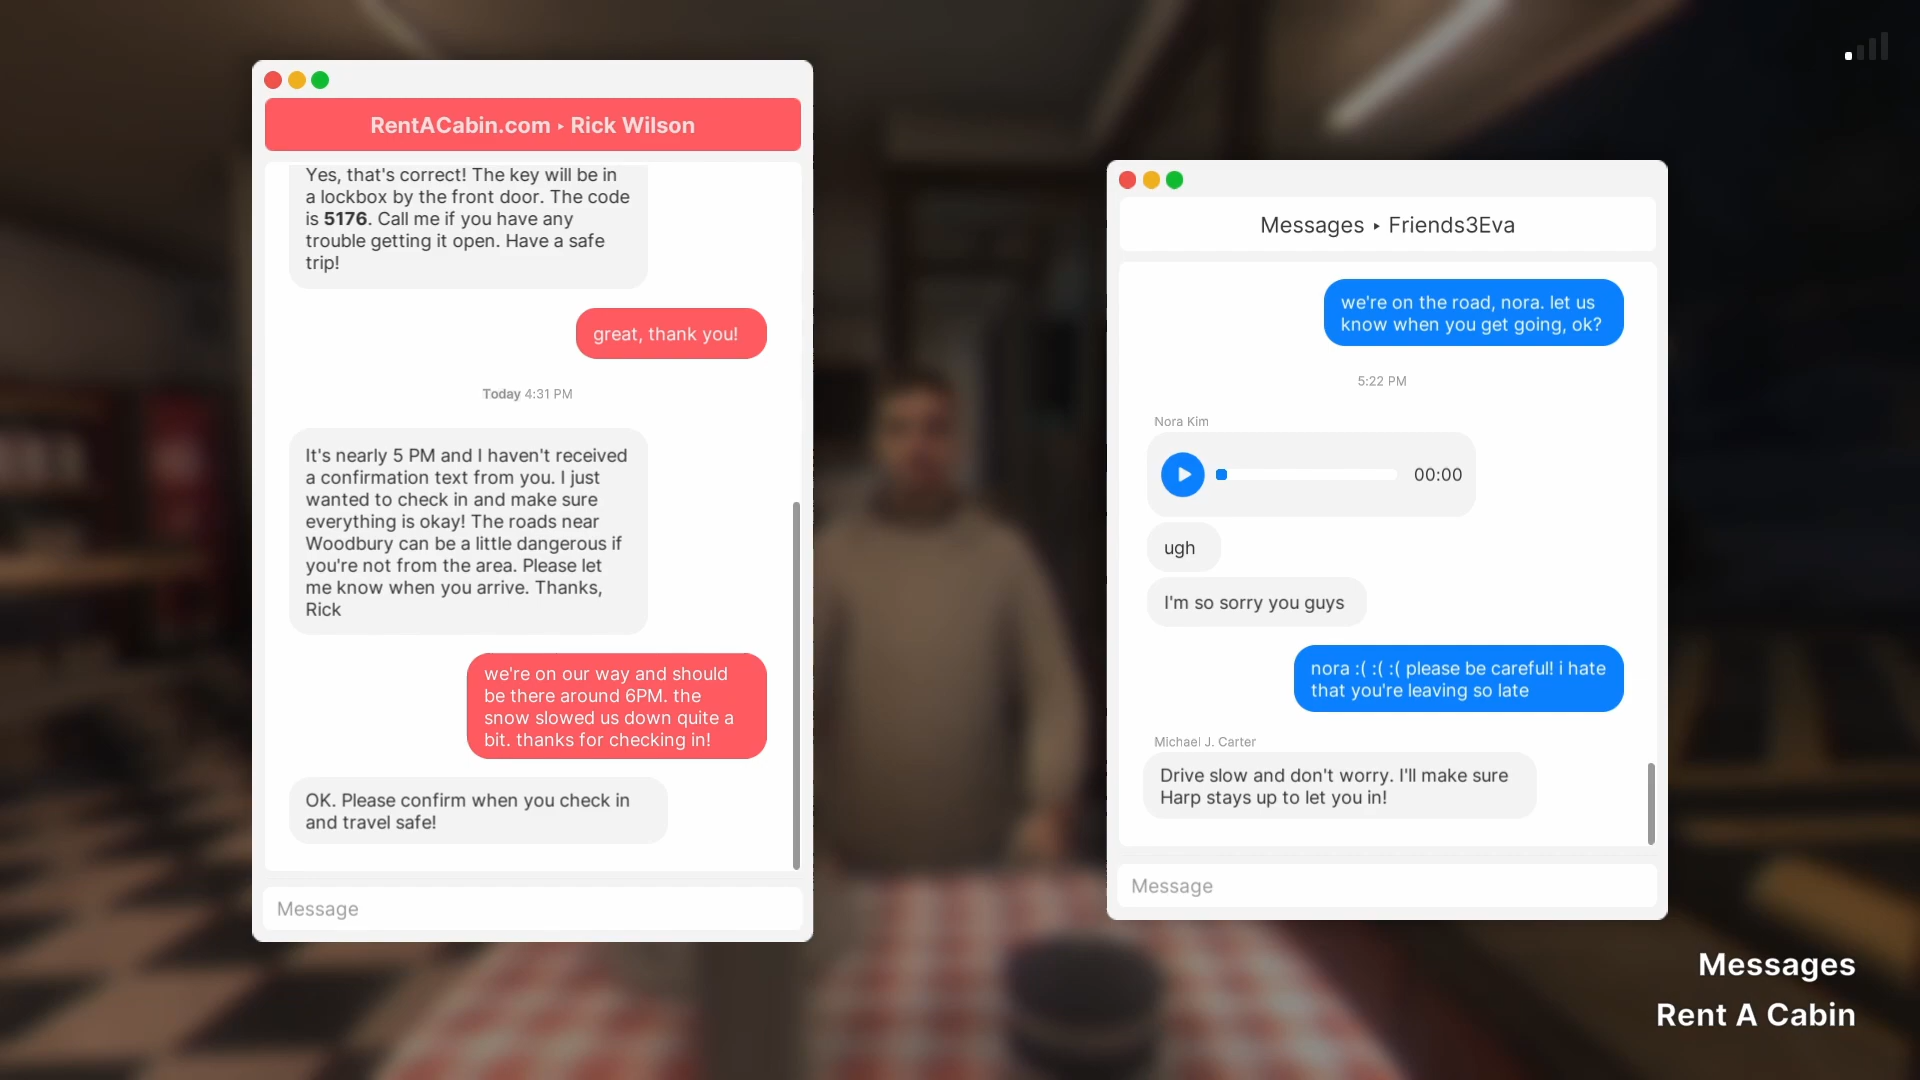 RentACabin.com ‣ Rick Wilson
Yes, that's correct! The key will be in
a lockbox by the front door. The code
is 5176. Call me if you have any
trouble getting it open. Have a safe
trip!
great, thank you!
Today 4:31 PM
It's nearly 5 PM and I haven't received
a confirmation text from you. I just
wanted to check in and make sure
everything is okay! The roads near
Woodbury can be a little dangerous if
you're not from the area. Please let
me know when you arrive. Thanks,
Rick
we're on our way and should
be there around 6PM. the
snow slowed us down quite a
bit. thanks for checking in!
OK. Please confirm when you check in
and travel safe!
Message
Messages ‣ Friends3Eva
we're on the road, nora. let us
know when you get going, ok?
5:22 PM
Nora Kim
00:00
ugh
I'm so sorry you guys
nora :( :( :( please be careful! i hate
that you're leaving so late
Michael J. Carter
Drive slow and don't worry. I'll make sure
Harp stays up to let you in!
Message
Messages
Rent A Cabin